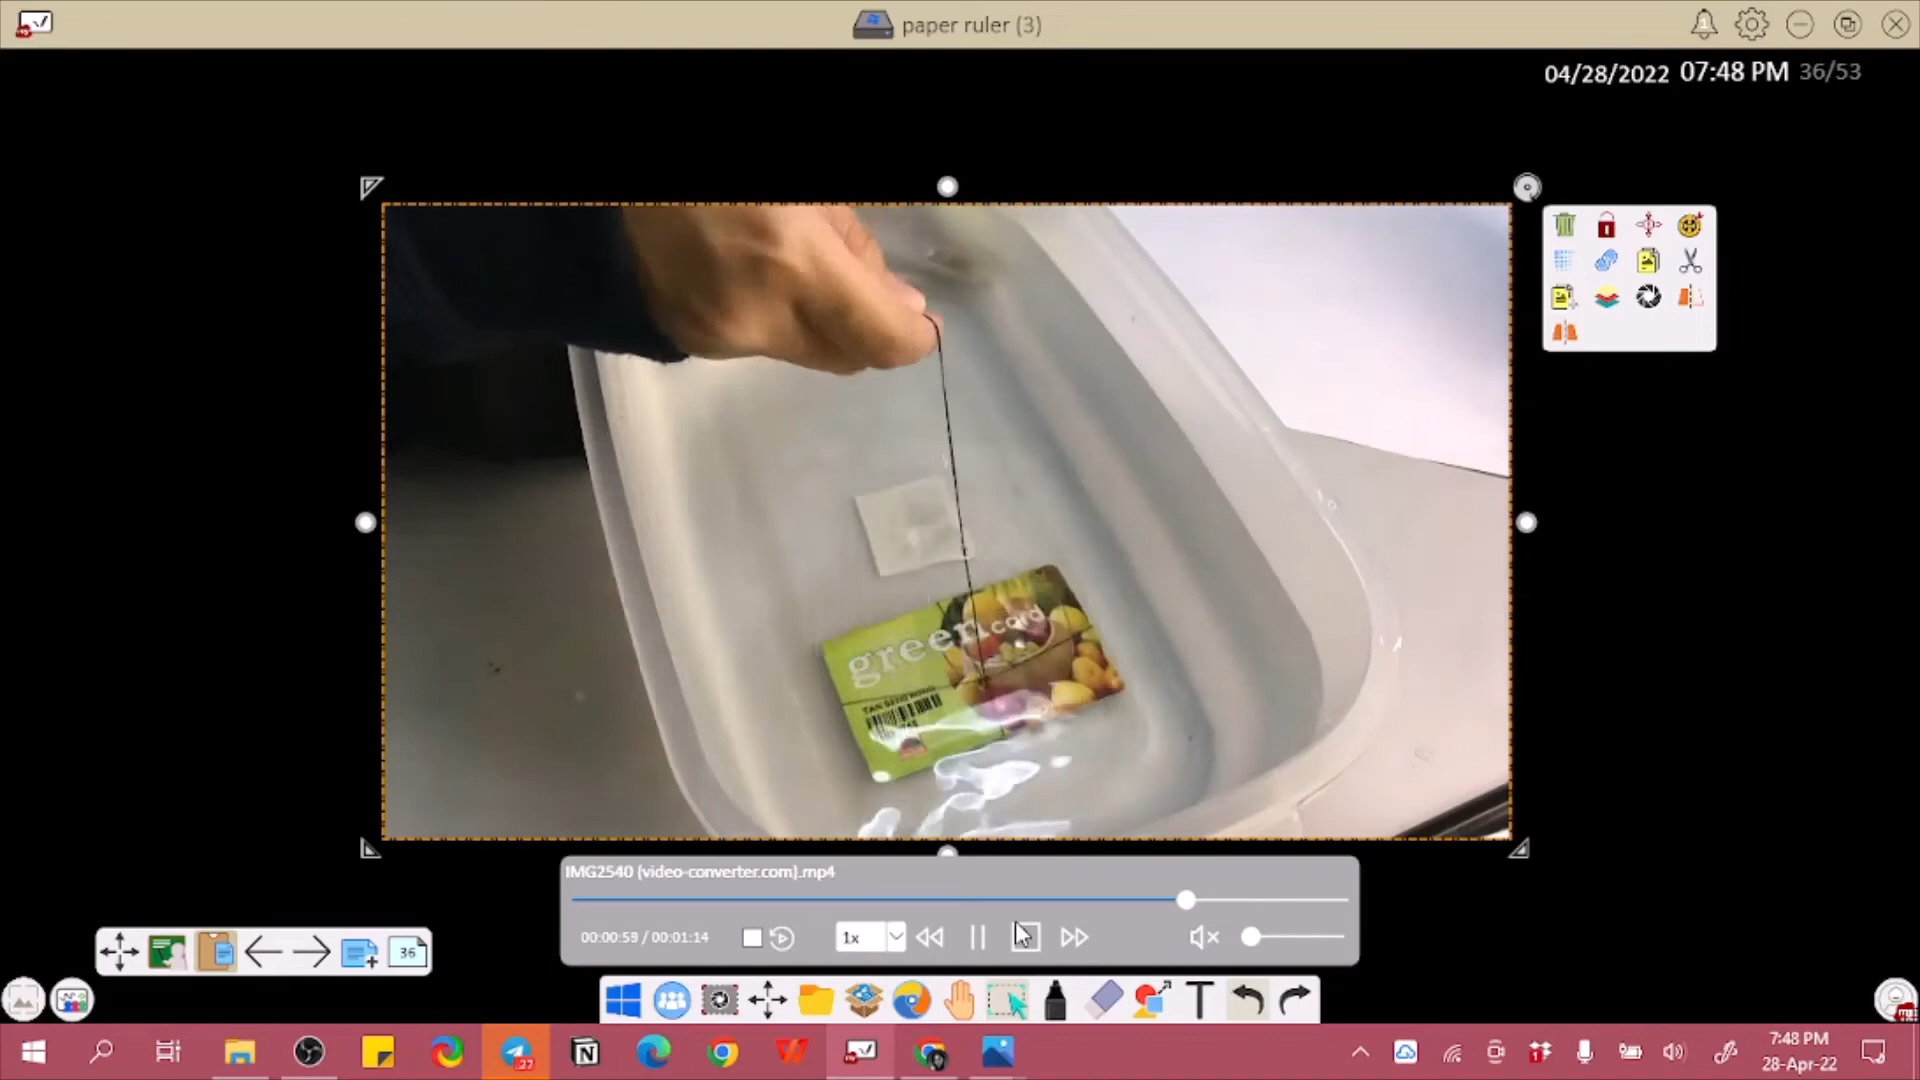 paper ruler (3)
04/28/2022 07:48 PM 36/53
green card
IMG2540 (video-converter.com).mp4
00:00:59 / 00:01:14
1x
36
T
27
N
7:48 PM
28-Apr-22